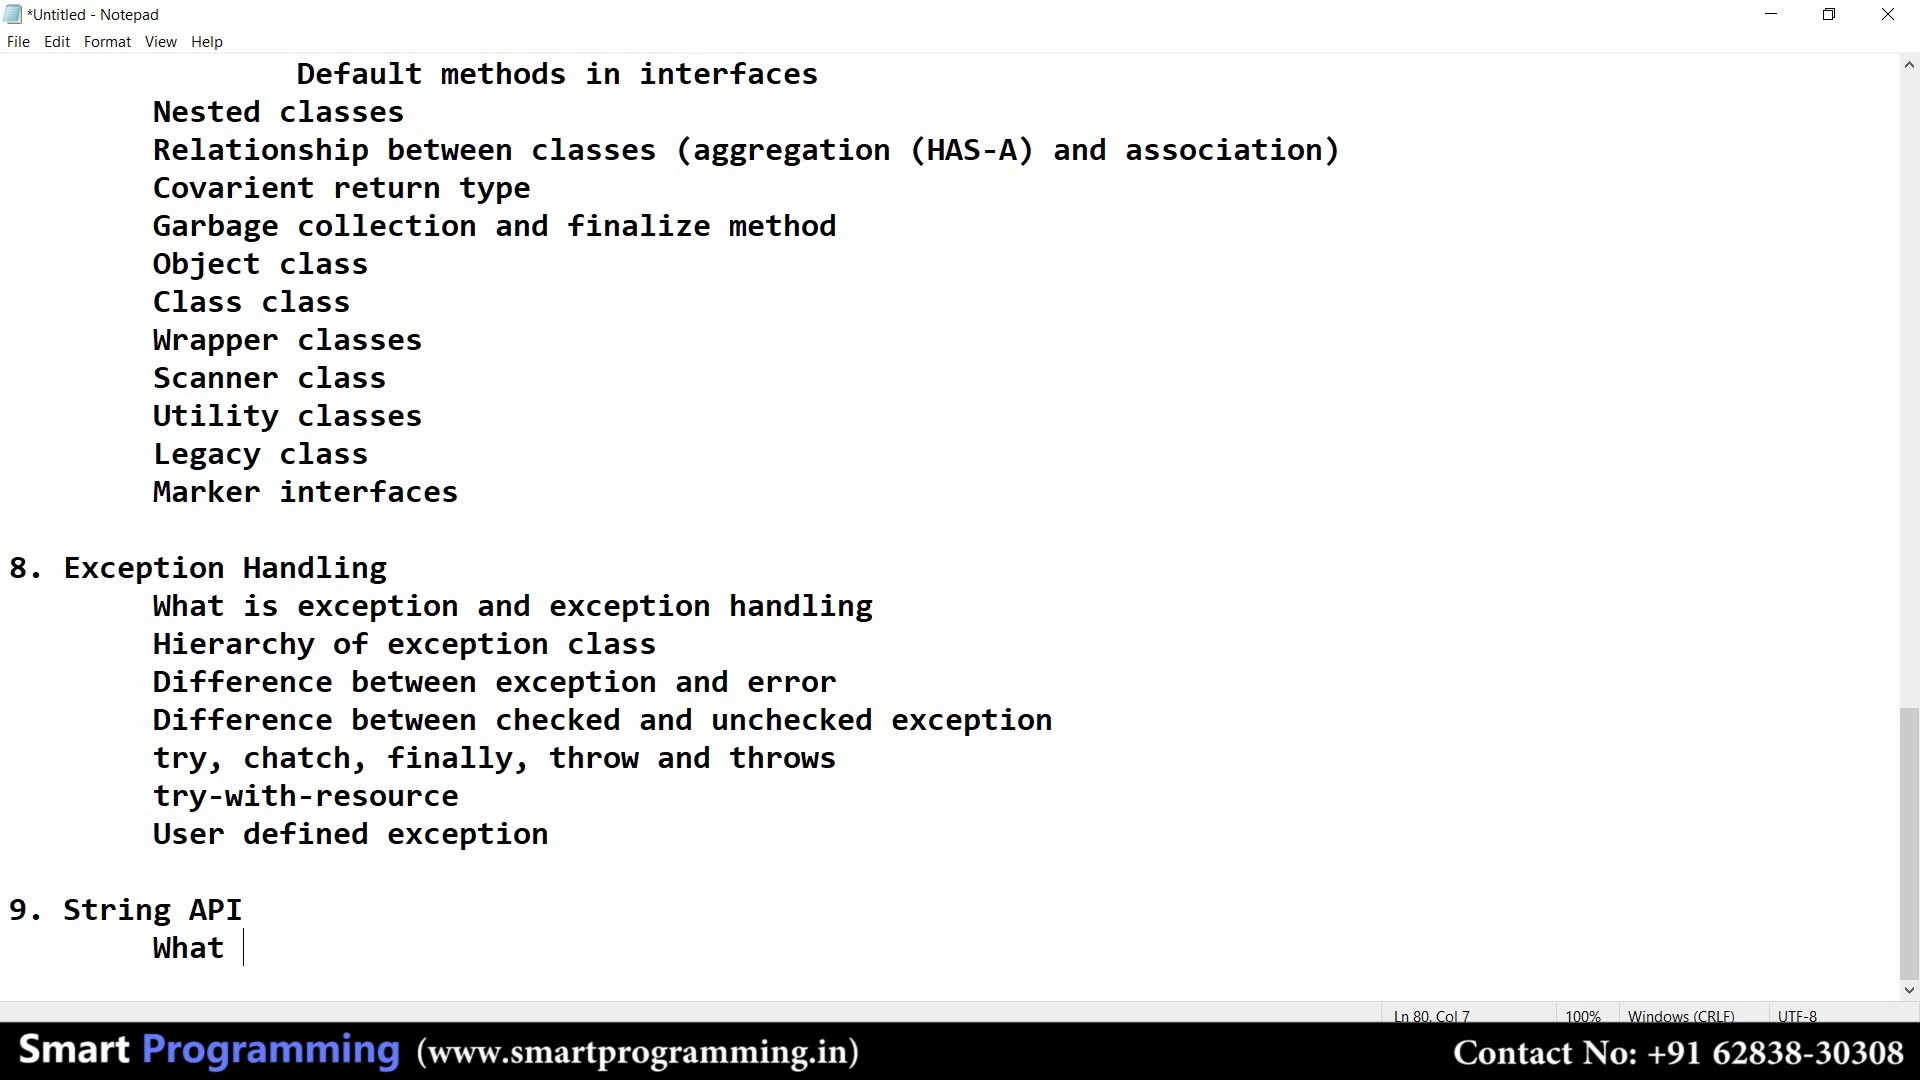 *Untitled - Notepad
File Edit Format View Help
Default methods in interfaces
Nested classes
Relationship between classes (aggregation (HAS-A) and association)
Covarient return type
Garbage collection and finalize method
Object class
Class class
Wrapper classes
Scanner class
Utility classes
Legacy class
Marker interfaces
8. Exception Handling
What is exception and exception handling
Hierarchy of exception class
Difference between exception and error
Difference between checked and unchecked exception
try, chatch, finally, throw and throws
try-with-resource
User defined exception
9. String API
What
Ln 80, Col 7 100% Windows (CRLF) UTF-8
Smart Programming (www.smartprogramming.in) Contact No: +91 62838-30308